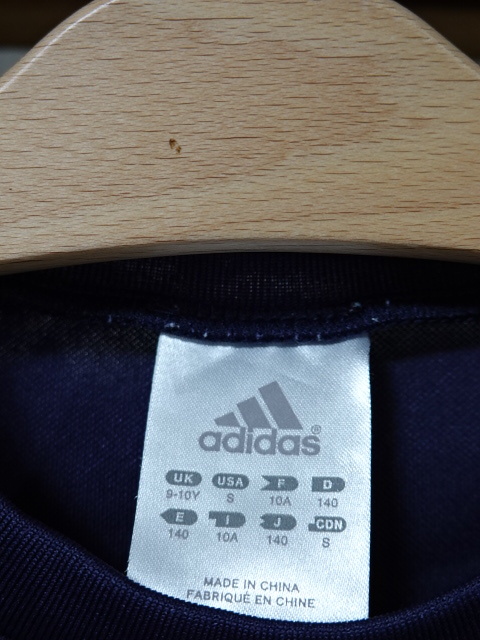 adidas®
UK USA F D
9-10Y S 10A 140
E I J CDN
140 10A 140 S
MADE IN CHINA
FABRIQUÉ EN CHINE